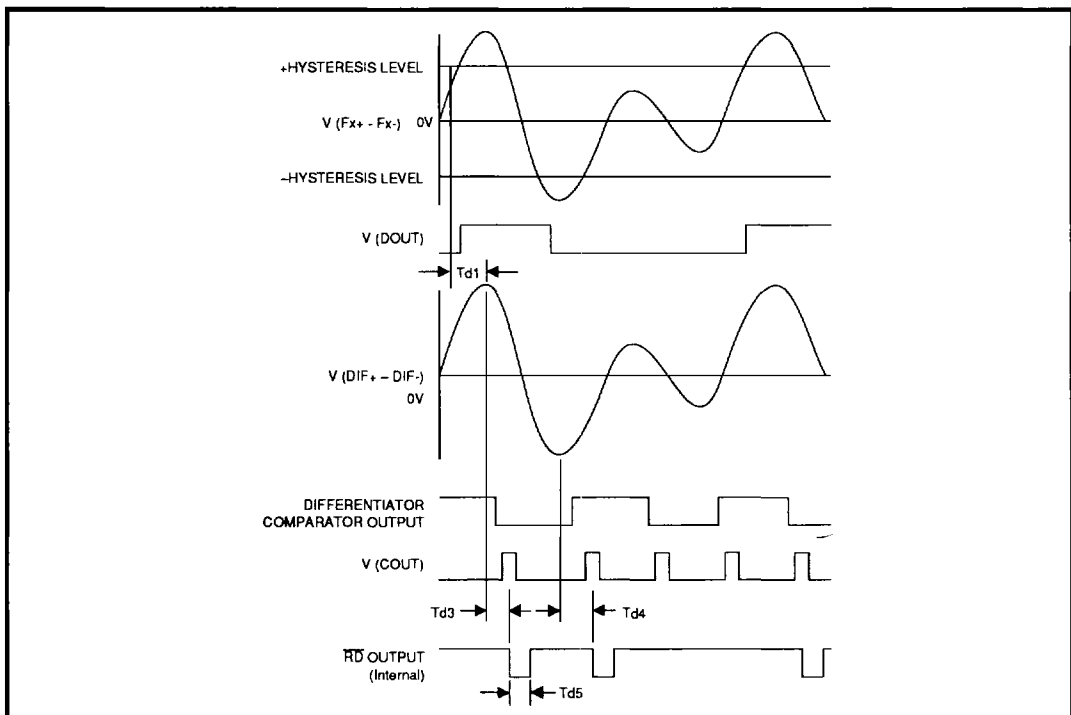 +HYSTERESIS LEVEL
V (Fx+ - Fx-) 0V
-HYSTERESIS LEVEL
V (DOUT)
Td1
V (DIF+ – DIF-)
0V
DIFFERENTIATOR
COMPARATOR OUTPUT
V (COUT)
Td3 Td4
R̅D̅ OUTPUT
(Internal)
Td5